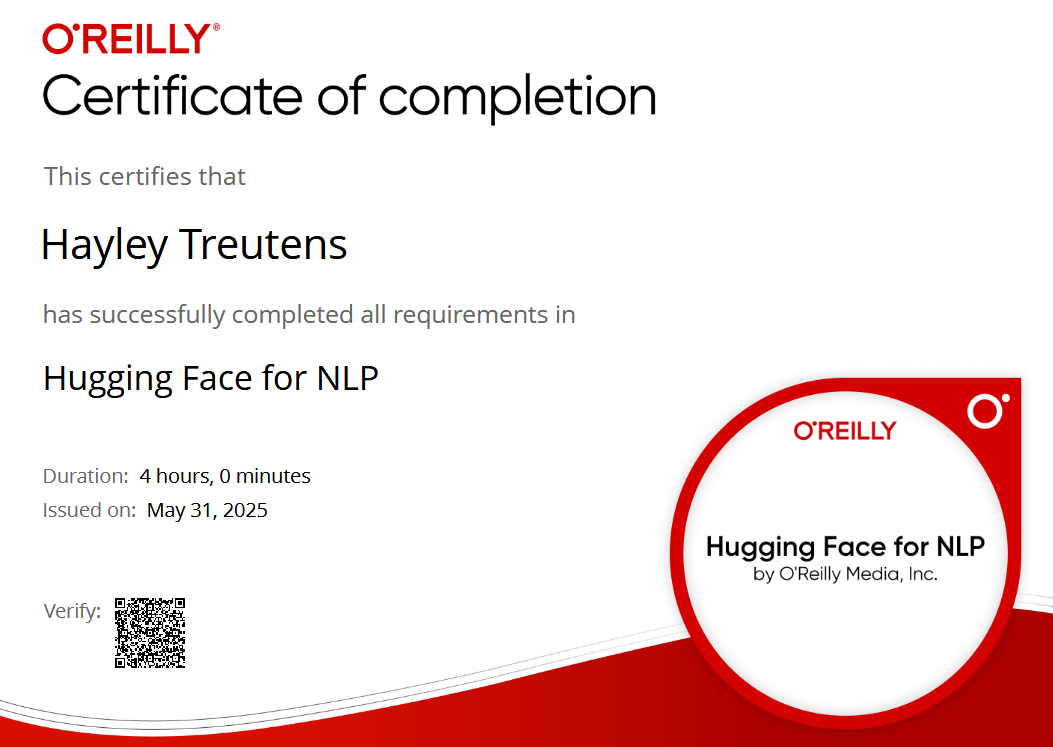 O'REILLY®
Certificate of completion
This certifies that
Hayley Treutens
has successfully completed all requirements in
Hugging Face for NLP
Duration: 4 hours, 0 minutes
Issued on: May 31, 2025
Verify:
O'REILLY
Hugging Face for NLP
by O'Reilly Media, Inc.